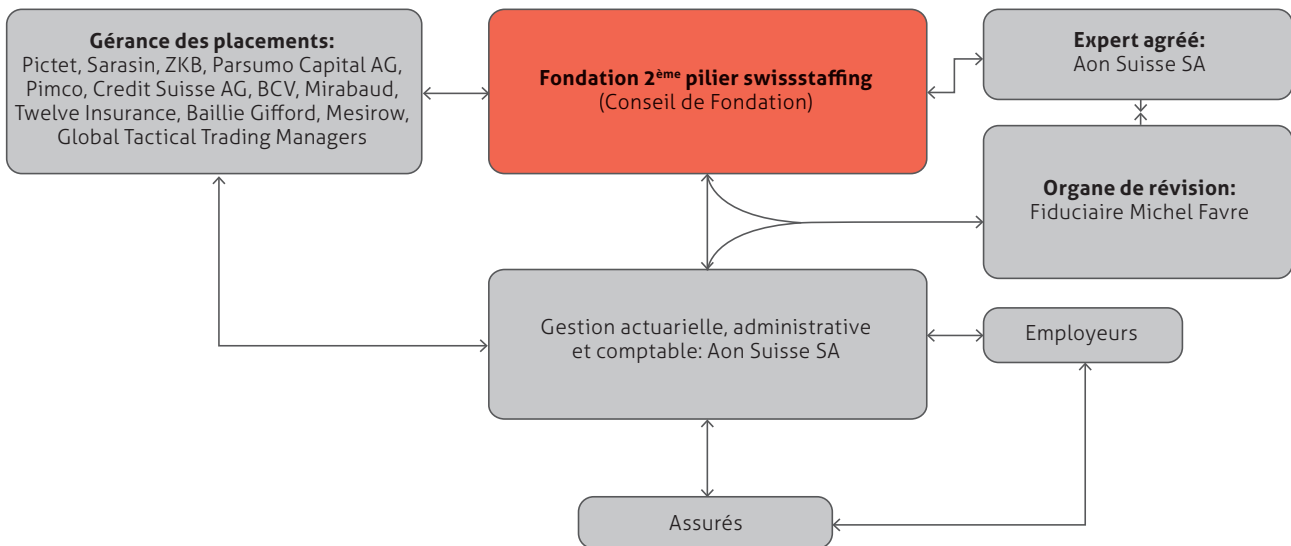 Gérance des placements:
Pictet, Sarasin, ZKB, Parsumo Capital AG,
Pimco, Credit Suisse AG, BCV, Mirabaud,
Twelve Insurance, Baillie Gifford, Mesirow,
Global Tactical Trading Managers
Fondation 2ème pilier swissstaffing
(Conseil de Fondation)
Expert agréé:
Aon Suisse SA
Organe de révision:
Fiduciaire Michel Favre
Gestion actuarielle, administrative
et comptable: Aon Suisse SA
Employeurs
Assurés